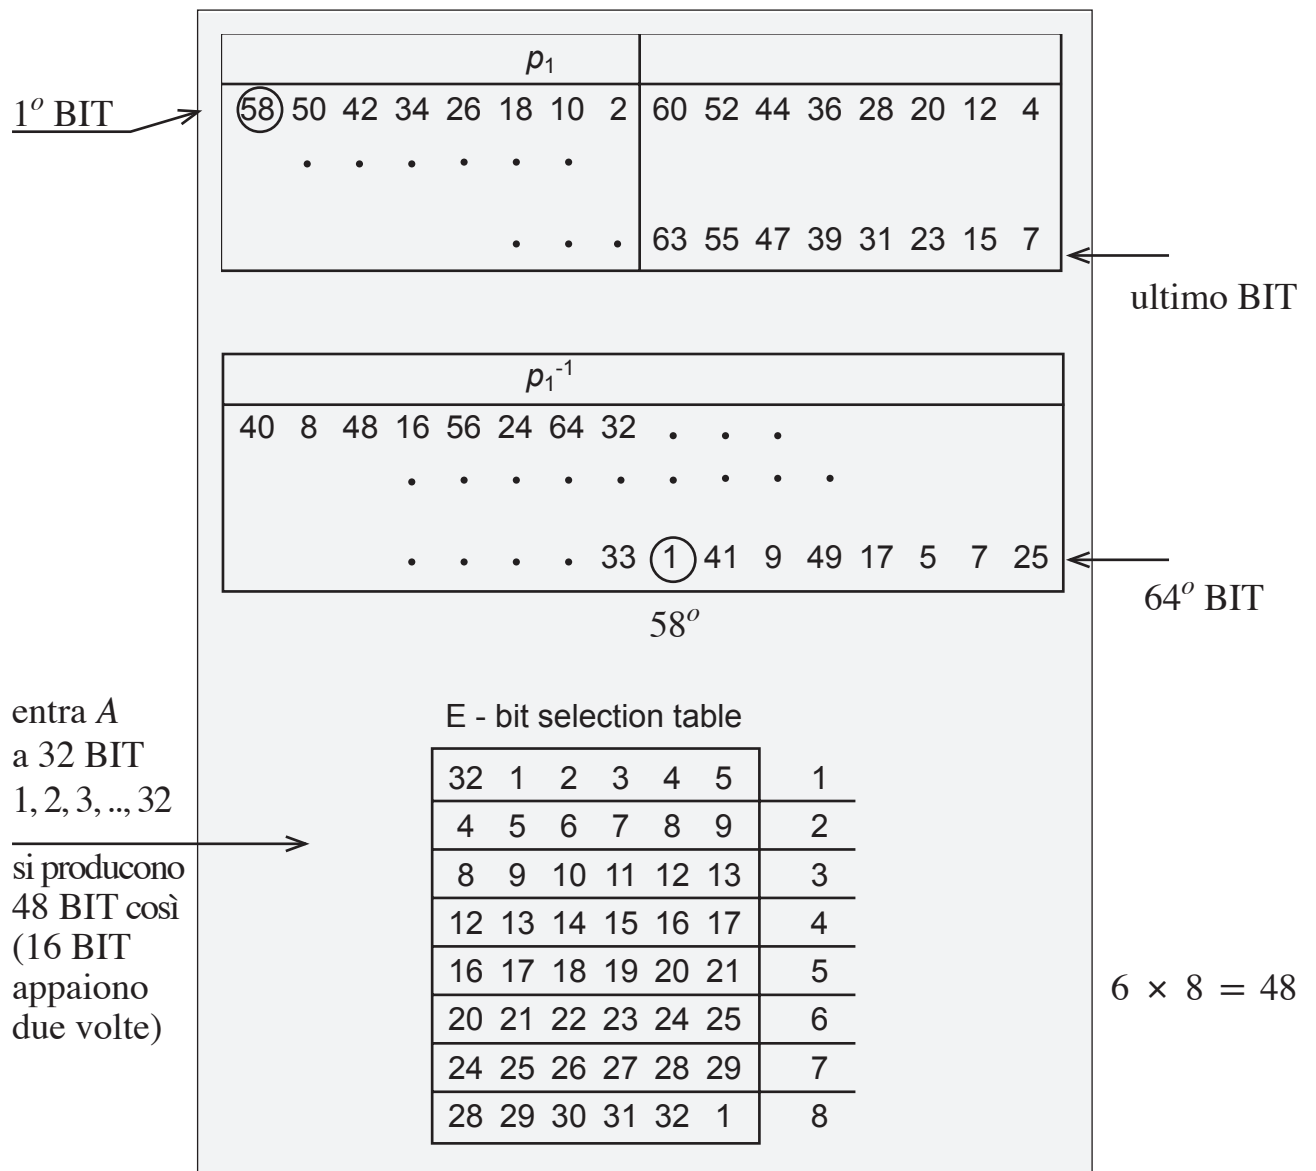 p1
1º BIT
58 50 42 34 26 18 10 2 60 52 44 36 28 20 12 4
. . . . . .
. . . 63 55 47 39 31 23 15 7
ultimo BIT
p1-1
40 8 48 16 56 24 64 32 . . .
. . . . . . . . .
. . . . 33 1 41 9 49 17 5 7 25
64º BIT
58º
entra A
a 32 BIT
1, 2, 3, .., 32
si producono
48 BIT così
(16 BIT
appaiono
due volte)
E - bit selection table
32 1 2 3 4 5 1
4 5 6 7 8 9 2
8 9 10 11 12 13 3
12 13 14 15 16 17 4
16 17 18 19 20 21 5
20 21 22 23 24 25 6
24 25 26 27 28 29 7
28 29 30 31 32 1 8
6 × 8 = 48